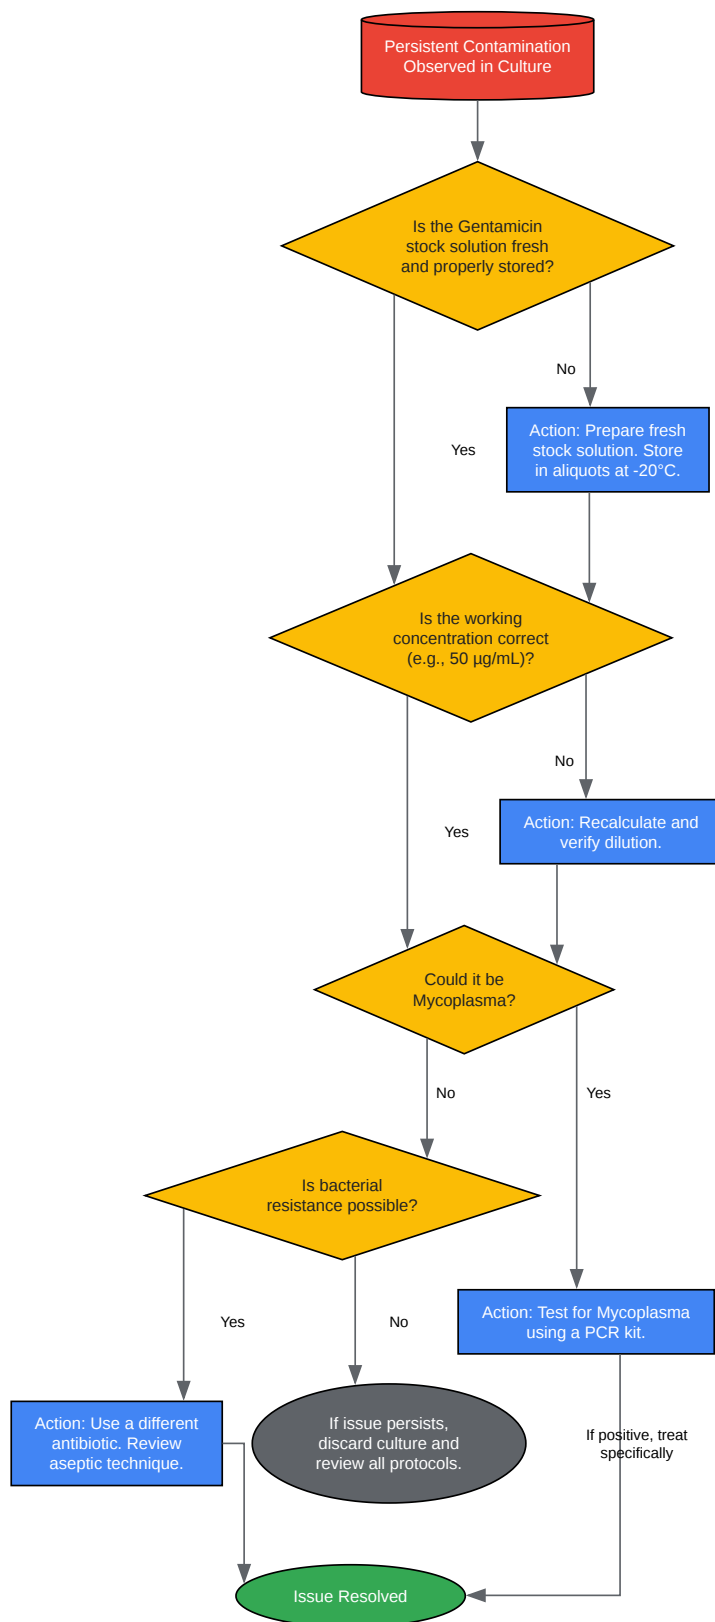 Persistent Contamination
Observed in Culture
Is the Gentamicin
stock solution fresh
and properly stored?
No
Action: Prepare fresh
stock solution. Store
in aliquots at -20°C.
Yes
Is the working
concentration correct
(e.g., 50 µg/mL)?
No
Action: Recalculate and
verify dilution.
Yes
Could it be
Mycoplasma?
No
Yes
Is bacterial
resistance possible?
Yes
No
Action: Test for Mycoplasma
using a PCR kit.
Action: Use a different
antibiotic. Review
aseptic technique.
If issue persists,
discard culture and
review all protocols.
If positive, treat
specifically
Issue Resolved